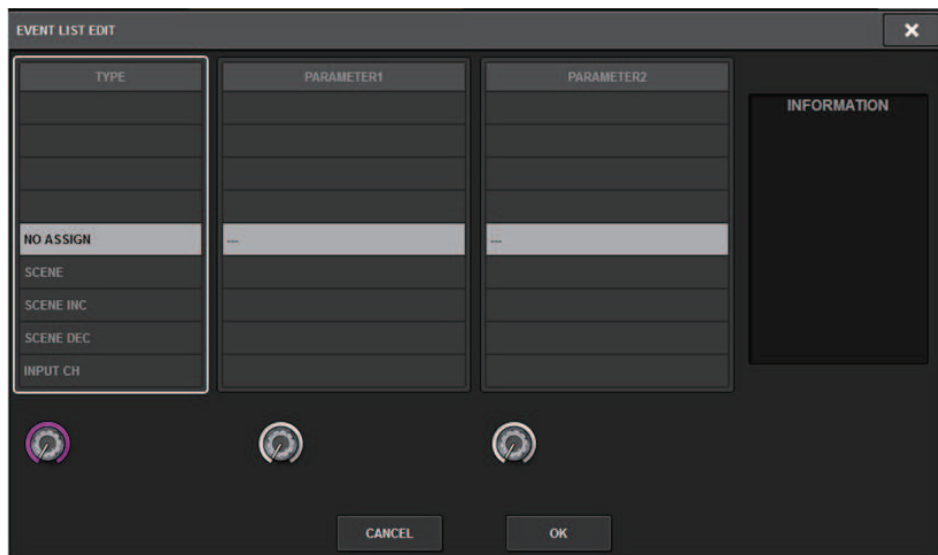 EVENT LIST EDIT
TYPE PARAMETER1 PARAMETER2
INFORMATION
NO ASSIGN --- ---
SCENE
SCENE INC
SCENE DEC
INPUT CH
CANCEL OK